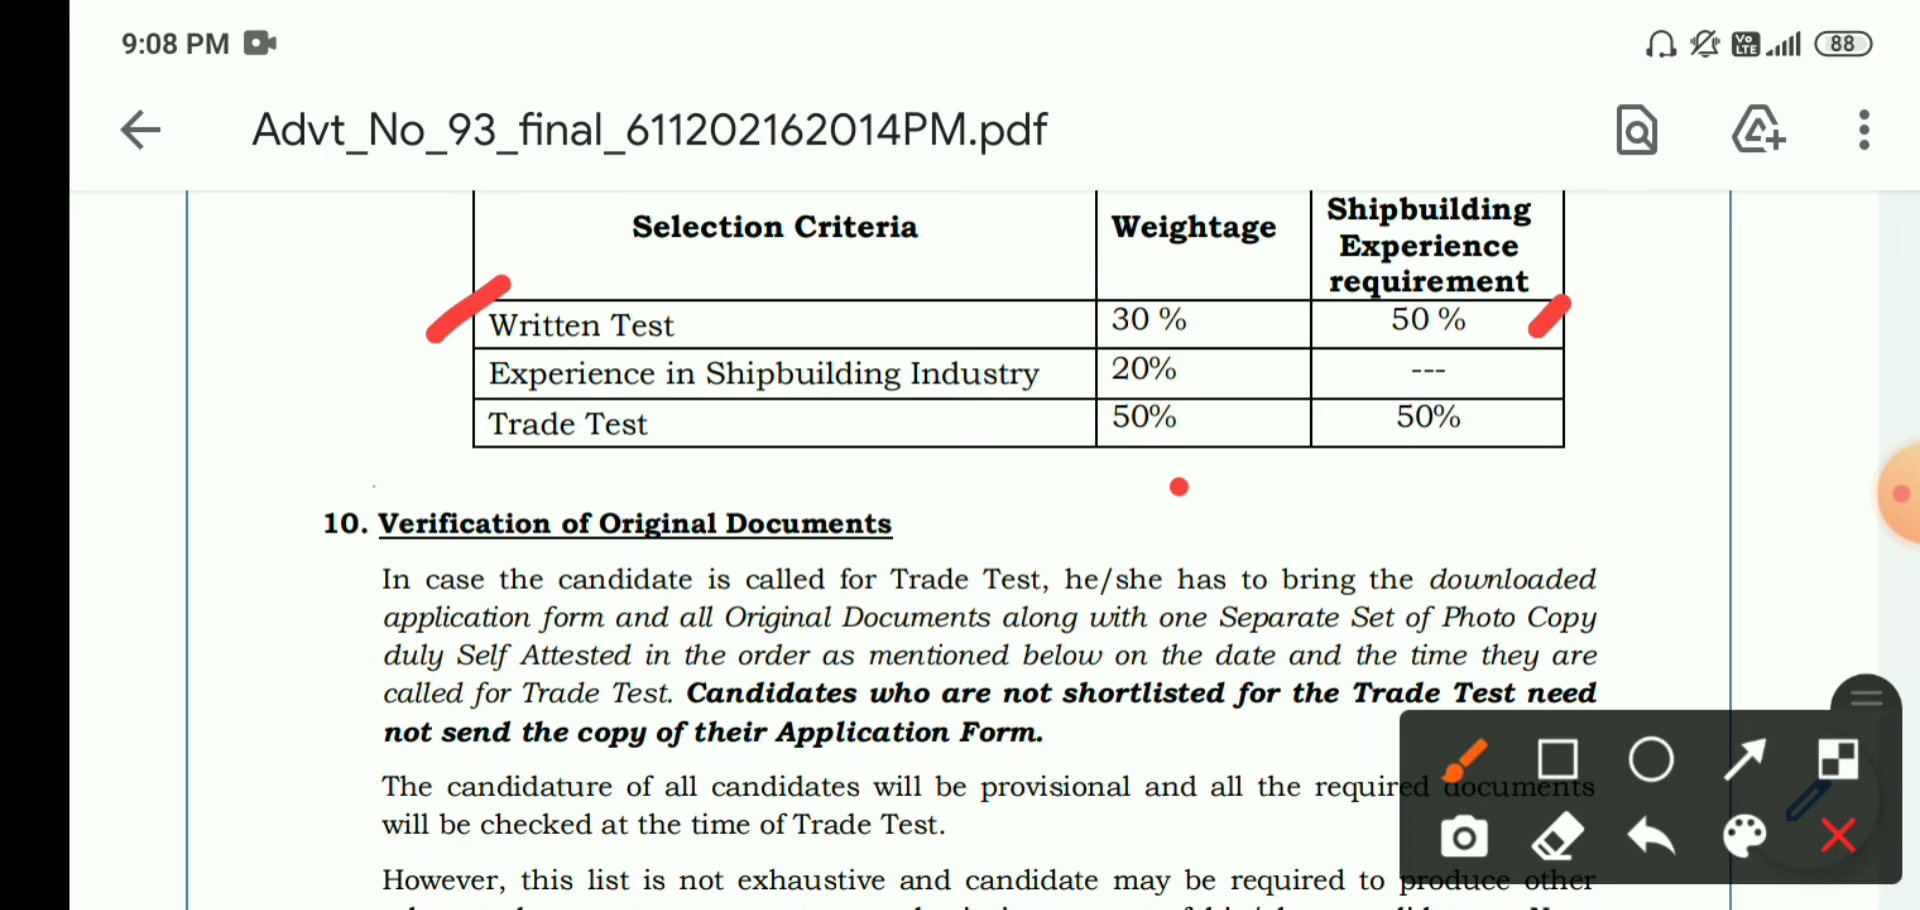 9:08 PM
Vo LTE
88
Advt_No_93_final_611202162014PM.pdf
Selection Criteria
Weightage
Shipbuilding
Experience
requirement
Written Test
30 %
50 %
Experience in Shipbuilding Industry
20%
---
Trade Test
50%
50%
10. Verification of Original Documents
In case the candidate is called for Trade Test, he/she has to bring the downloaded
application form and all Original Documents along with one Separate Set of Photo Copy
duly Self Attested in the order as mentioned below on the date and the time they are
called for Trade Test. Candidates who are not shortlisted for the Trade Test need
not send the copy of their Application Form.
The candidature of all candidates will be provisional and all the required documents
will be checked at the time of Trade Test.
However, this list is not exhaustive and candidate may be required to produce other